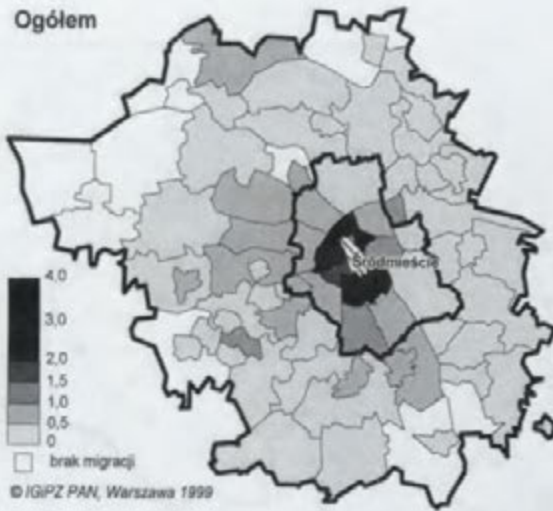 Ogółem
Śródmieście
4,0
3,0
2,0
1,5
1,0
0,5
0
brak migracji
© IGiPZ PAN, Warszawa 1999